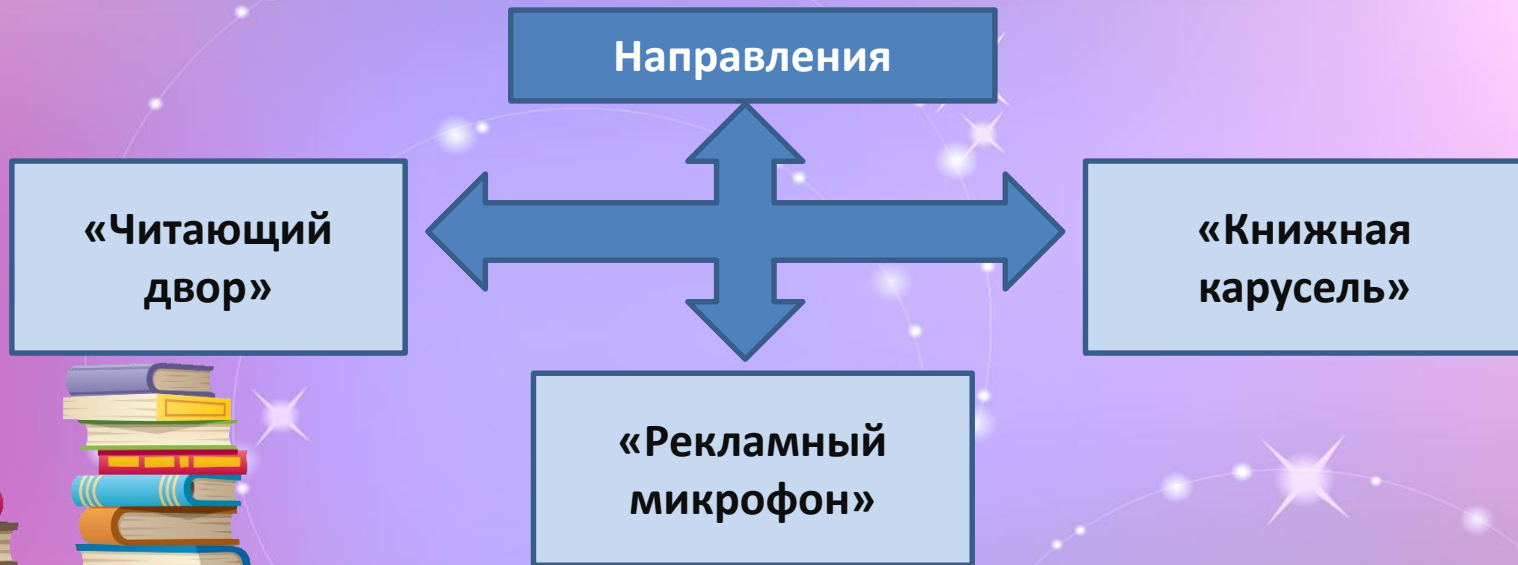 Направления
«Читающий
двор»
«Книжная
карусель»
«Рекламный
микрофон»